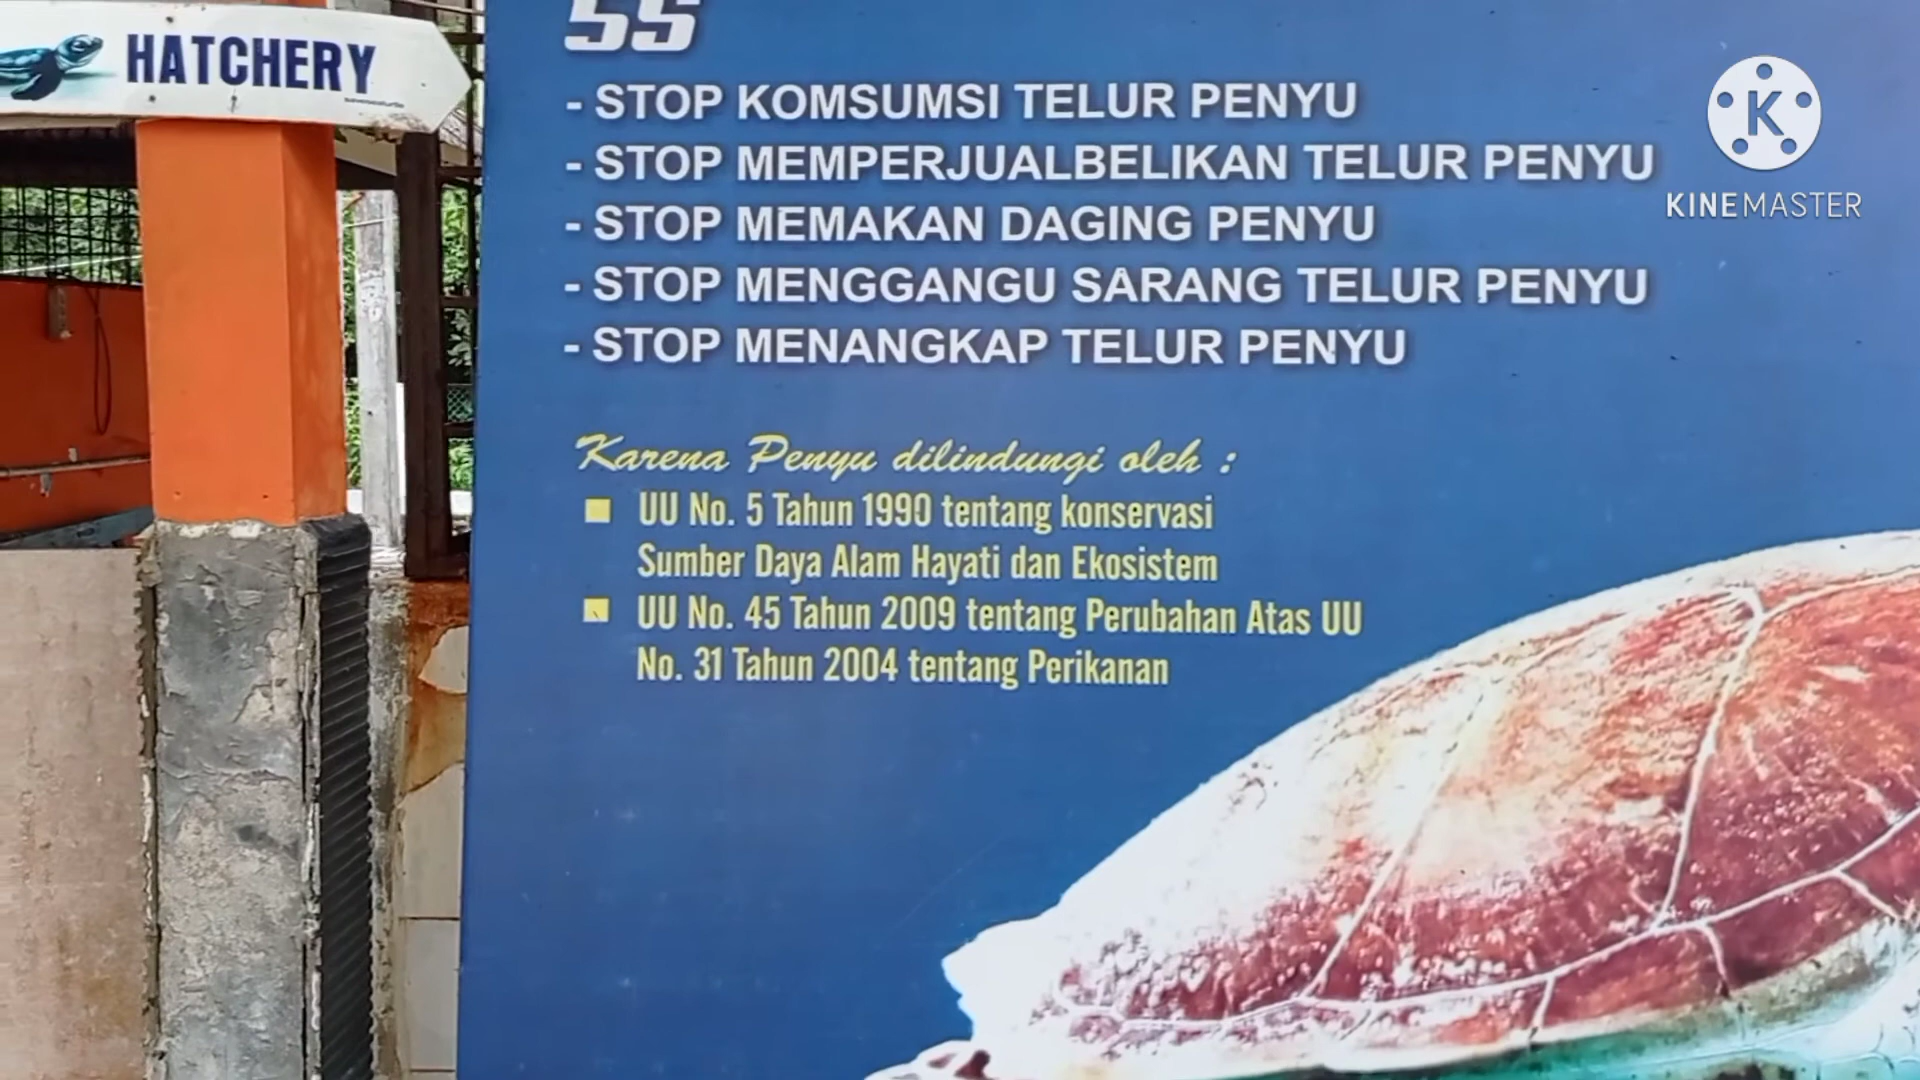 HATCHERY
5S
- STOP KOMSUMSI TELUR PENYU
- STOP MEMPERJUALBELIKAN TELUR PENYU
- STOP MEMAKAN DAGING PENYU
- STOP MENGGANGU SARANG TELUR PENYU
- STOP MENANGKAP TELUR PENYU
Karena Penyu dilindungi oleh :
UU No. 5 Tahun 1990 tentang konservasi
Sumber Daya Alam Hayati dan Ekosistem
UU No. 45 Tahun 2009 tentang Perubahan Atas UU
No. 31 Tahun 2004 tentang Perikanan
K
KINEMASTER